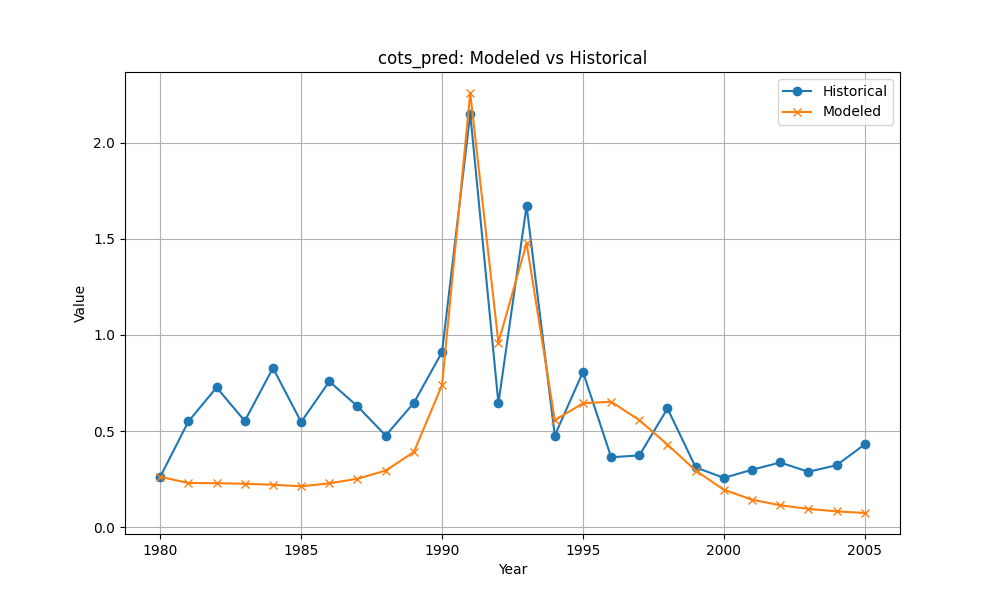 cots_pred: Modeled vs Historical
Historical
Modeled
Value
2.0
1.5
1.0
0.5
0.0
1980
1985
1990
1995
2000
2005
Year